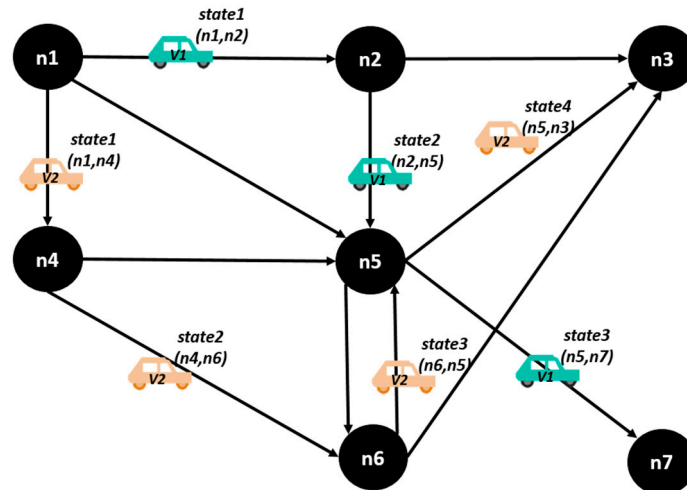 state1
(n1,n2)
n1
V1
n2
n3
state1
(n1,n4)
V2
state2
(n2,n5)
V1
state4
(n5,n3)
V2
n4
n5
state2
(n4,n6)
V2
state3
(n6,n5)
V2
state3
(n5,n7)
V1
n6
n7